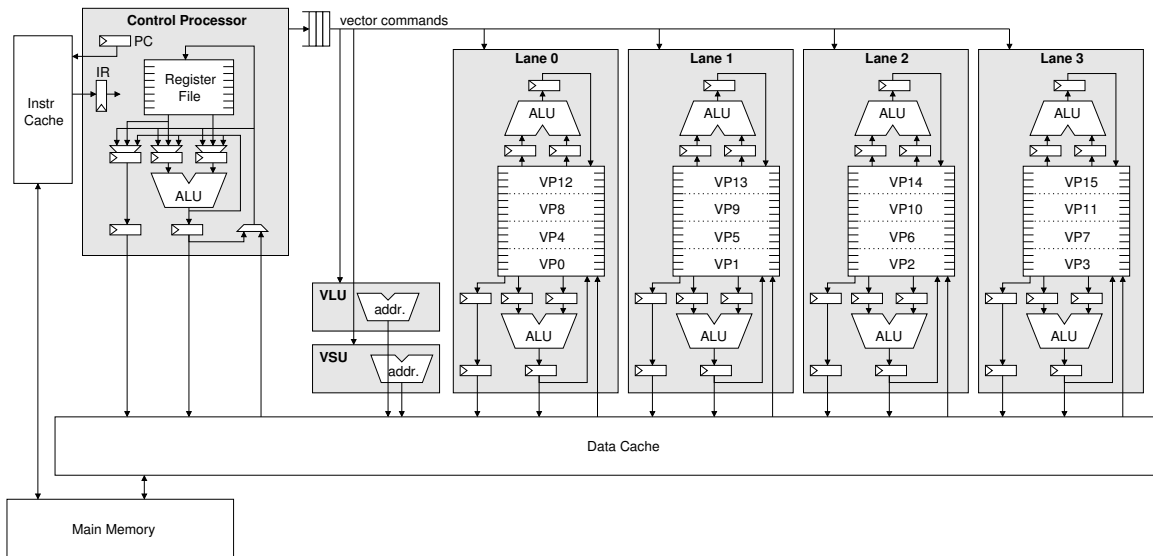 Control Processor
vector commands
PC
IR
Instr
Cache
Register
File
ALU
Lane 0
ALU
VP12
VP8
VP4
VP0
ALU
Lane 1
ALU
VP13
VP9
VP5
VP1
ALU
Lane 2
ALU
VP14
VP10
VP6
VP2
ALU
Lane 3
ALU
VP15
VP11
VP7
VP3
ALU
VLU
addr.
VSU
addr.
Data Cache
Main Memory